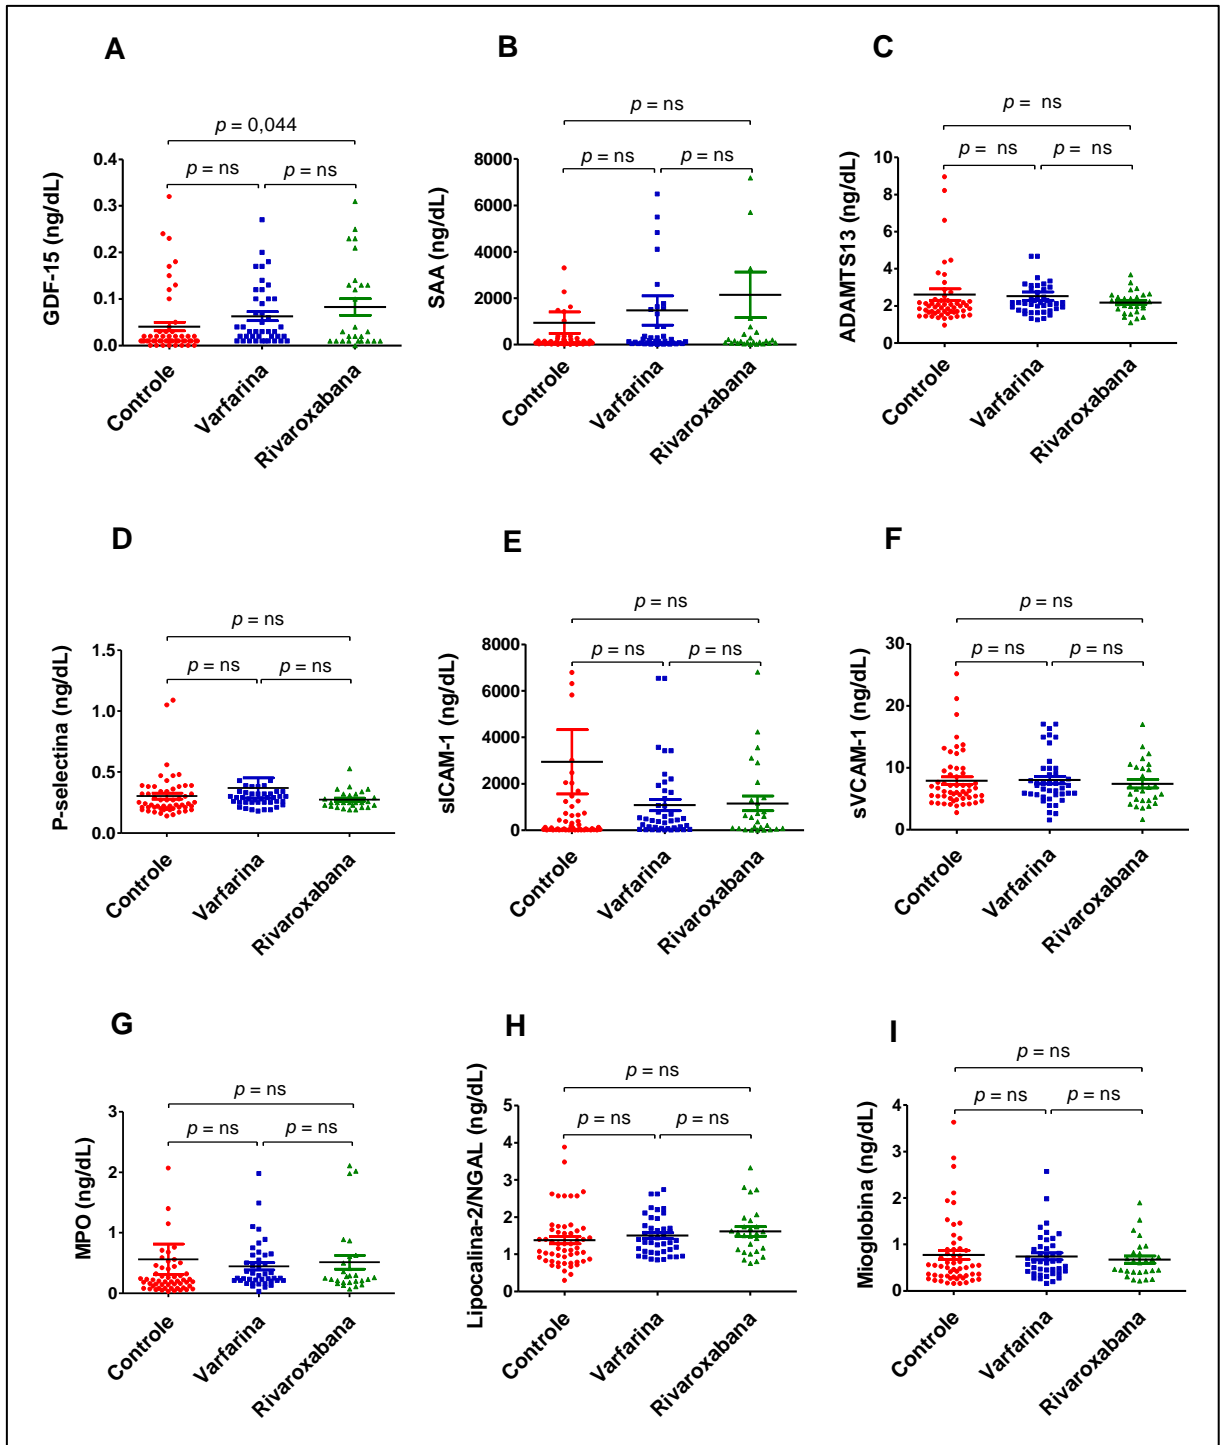 A
p = 0,044
p = ns
p = ns
GDF-15 (ng/dL)
0.4
0.3
0.2
0.1
0.0
Controle
Varfarina
Rivaroxabana
B
p = ns
p = ns
p = ns
SAA (ng/dL)
8000
6000
4000
2000
0
Controle
Varfarina
Rivaroxabana
C
p = ns
p = ns
p = ns
ADAMTS13 (ng/dL)
10
8
6
4
2
0
Controle
Varfarina
Rivaroxabana
D
p = ns
p = ns
p = ns
P-selectina (ng/dL)
1.5
1.0
0.5
0.0
Controle
Varfarina
Rivaroxabana
E
p = ns
p = ns
p = ns
sICAM-1 (ng/dL)
8000
6000
4000
2000
0
Controle
Varfarina
Rivaroxabana
F
p = ns
p = ns
p = ns
sVCAM-1 (ng/dL)
30
20
10
0
Controle
Varfarina
Rivaroxabana
G
p = ns
p = ns
p = ns
MPO (ng/dL)
3
2
1
0
Controle
Varfarina
Rivaroxabana
H
p = ns
p = ns
p = ns
Lipocalina-2/NGAL (ng/dL)
5
4
3
2
1
0
Controle
Varfarina
Rivaroxabana
I
p = ns
p = ns
p = ns
Mioglobina (ng/dL)
4
3
2
1
0
Controle
Varfarina
Rivaroxabana